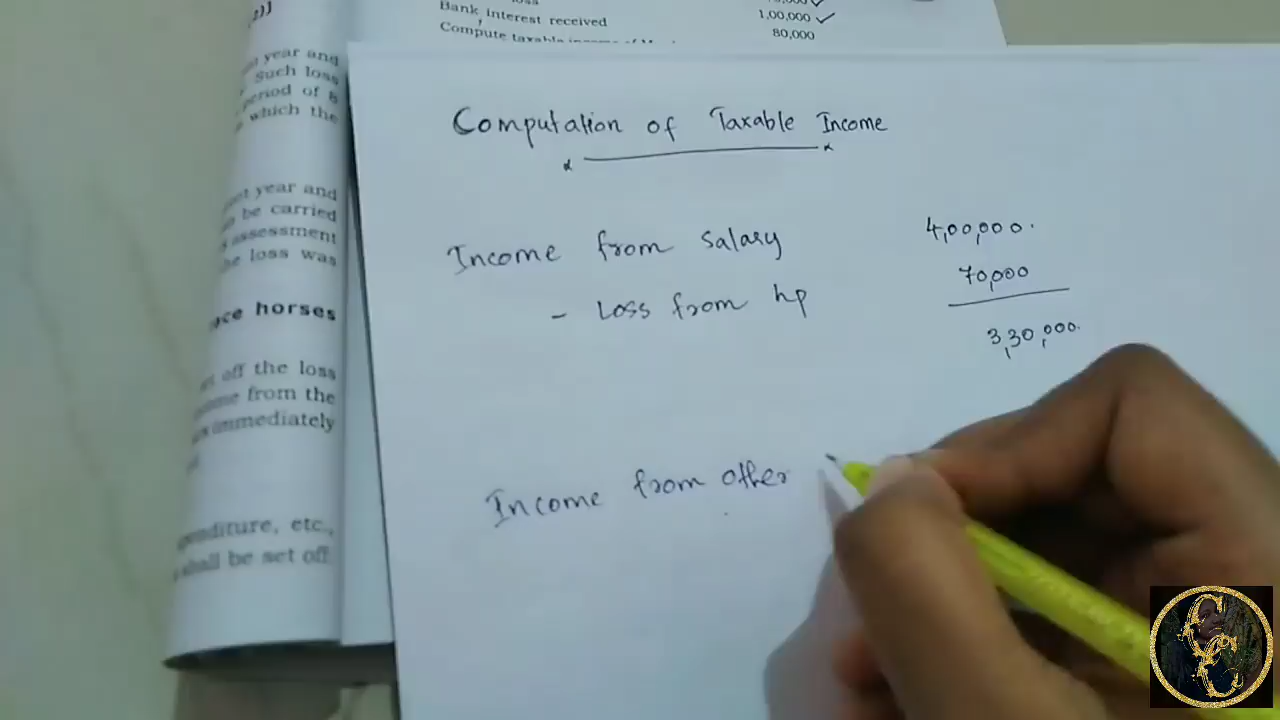 Bank interest received 1,00,000 ✓
Compute taxable income of 80,000
year and
Such loss
period of 8
which the
year and
be carried
assessment
loss was
horses
off the loss
from the
immediately
etc.,
shall be set off
Computation of Taxable Income
Income from salary 4,00,000.
- Loss from hp 70,000
3,30,000.
Income from other